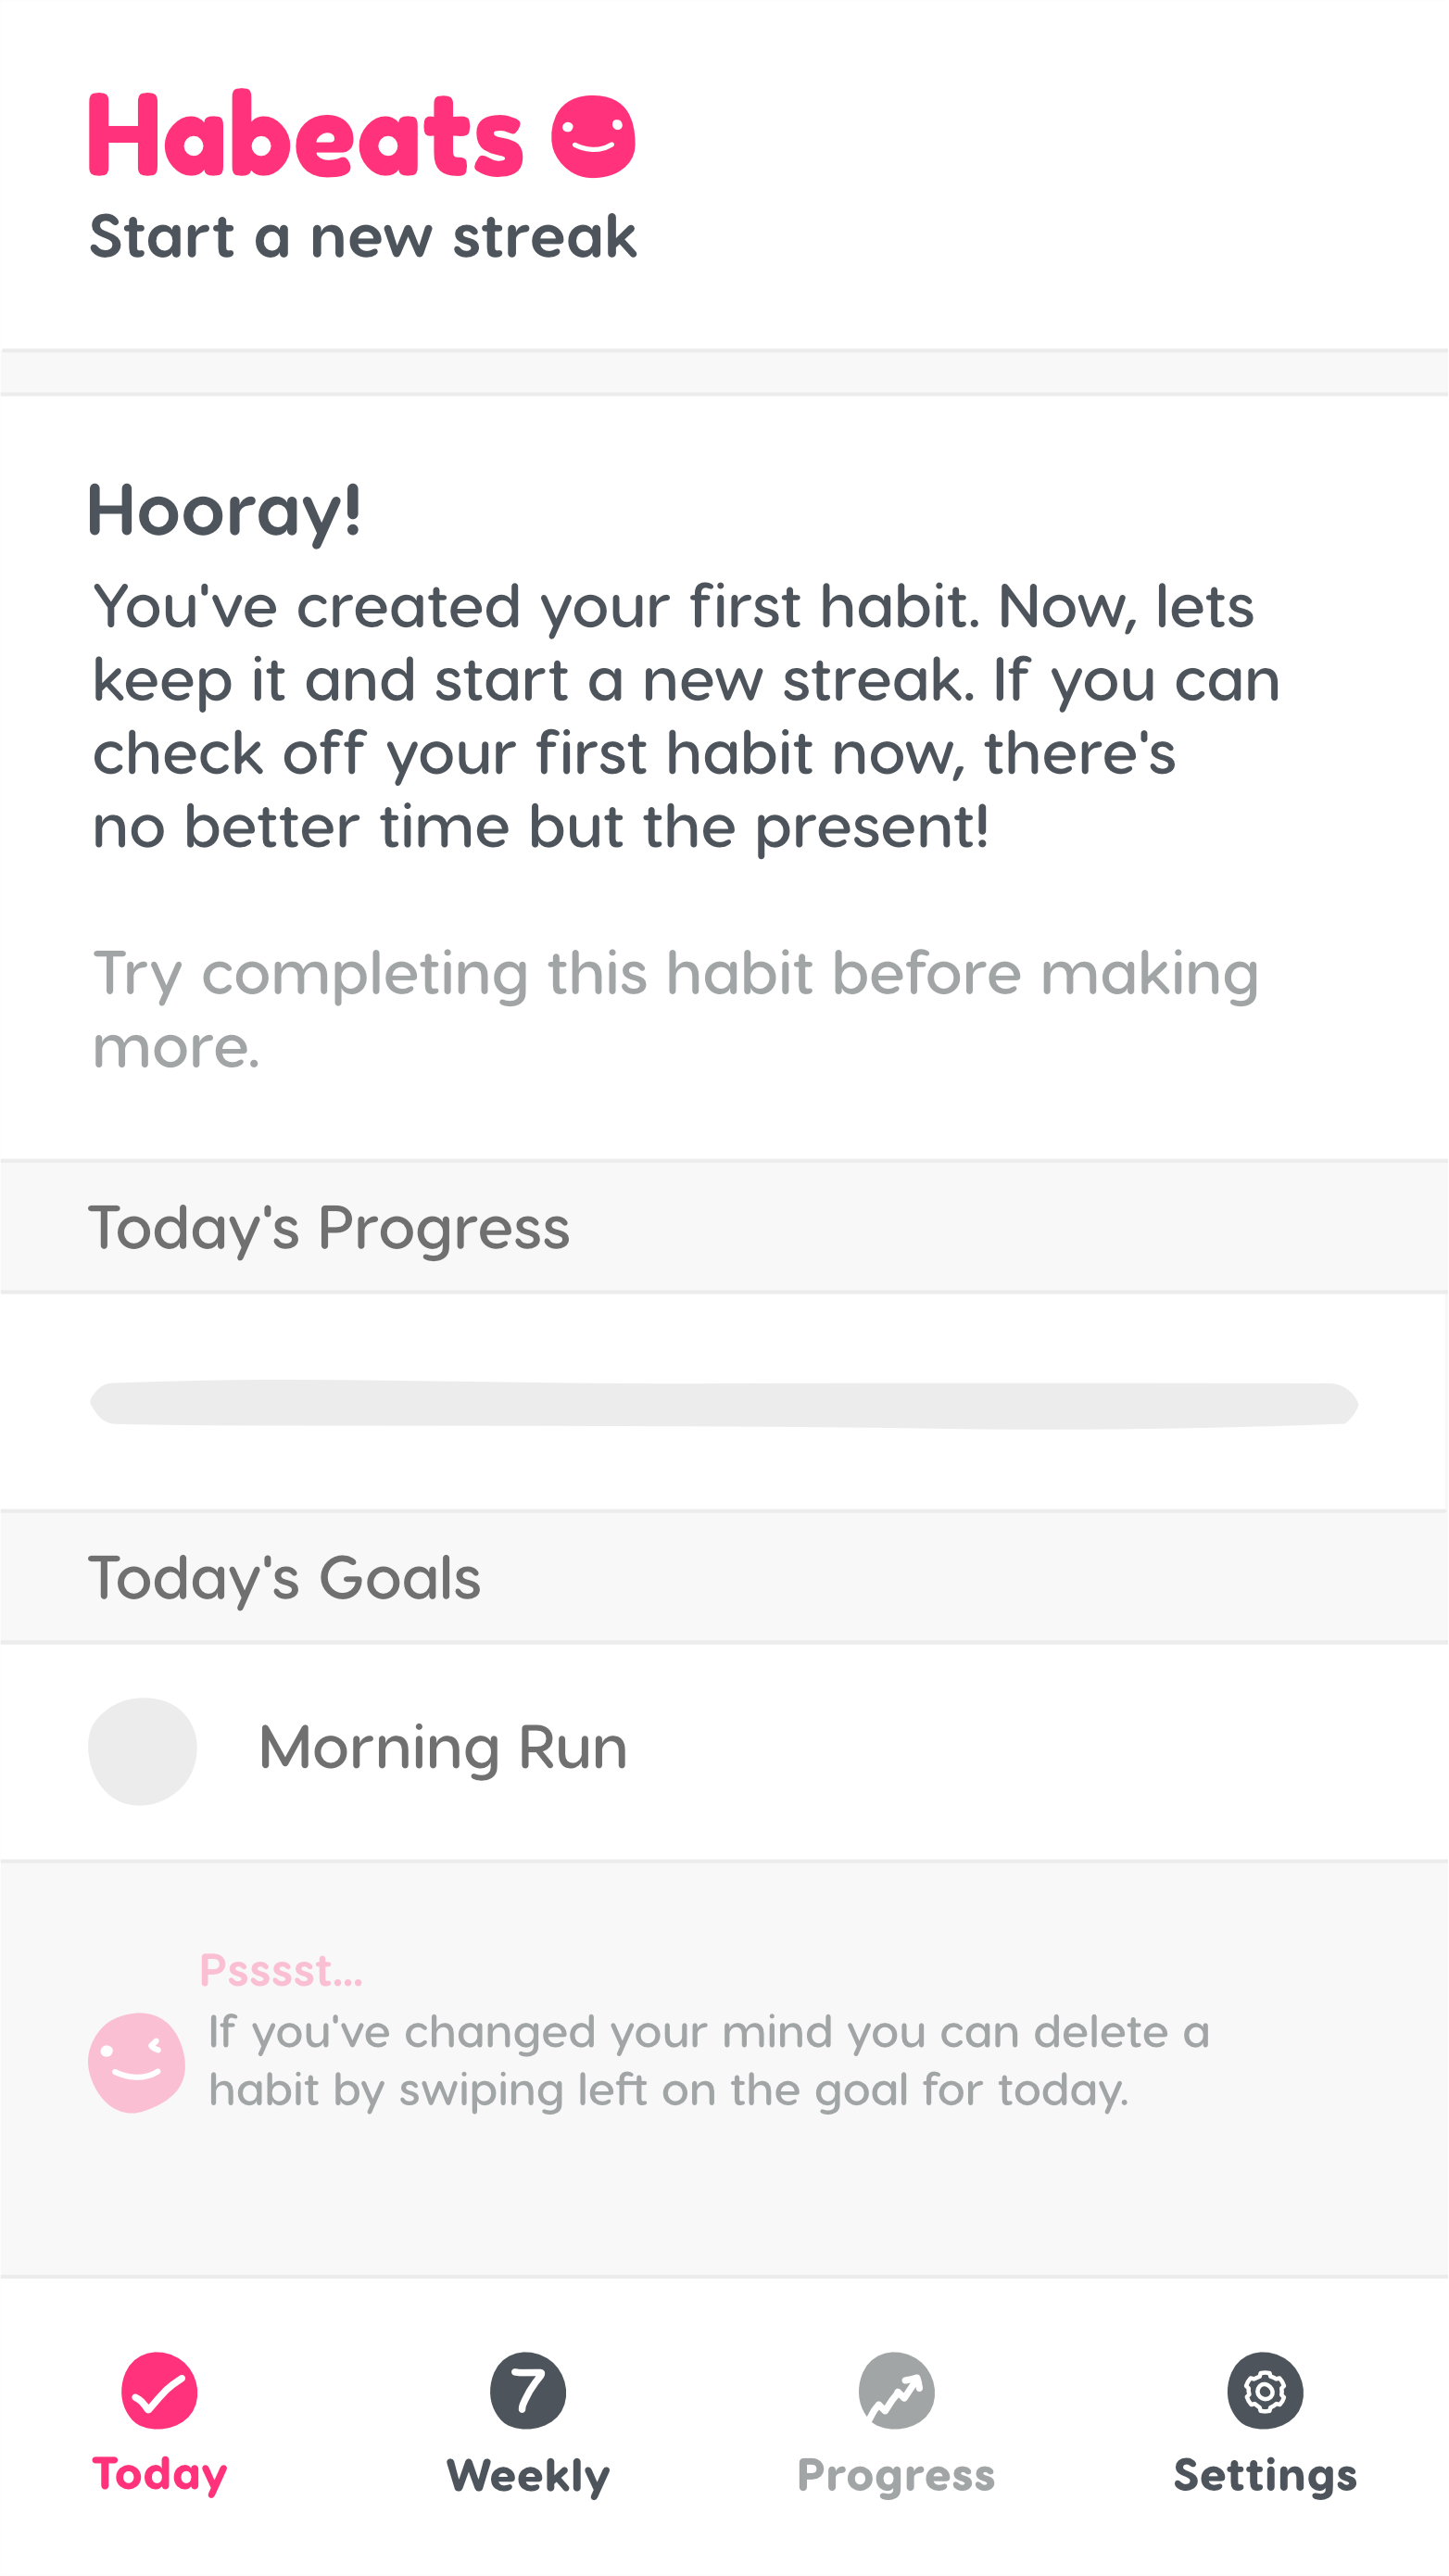 Habeats
Start a new streak
Hooray!
You've created your first habit. Now, lets
keep it and start a new streak. If you can
check off your first habit now, there's
no better time but the present!
Try completing this habit before making
more.
Today's Progress
Today's Goals
Morning Run
Psssst...
If you've changed your mind you can delete a
habit by swiping left on the goal for today.
7
Today Weekly Progress Settings